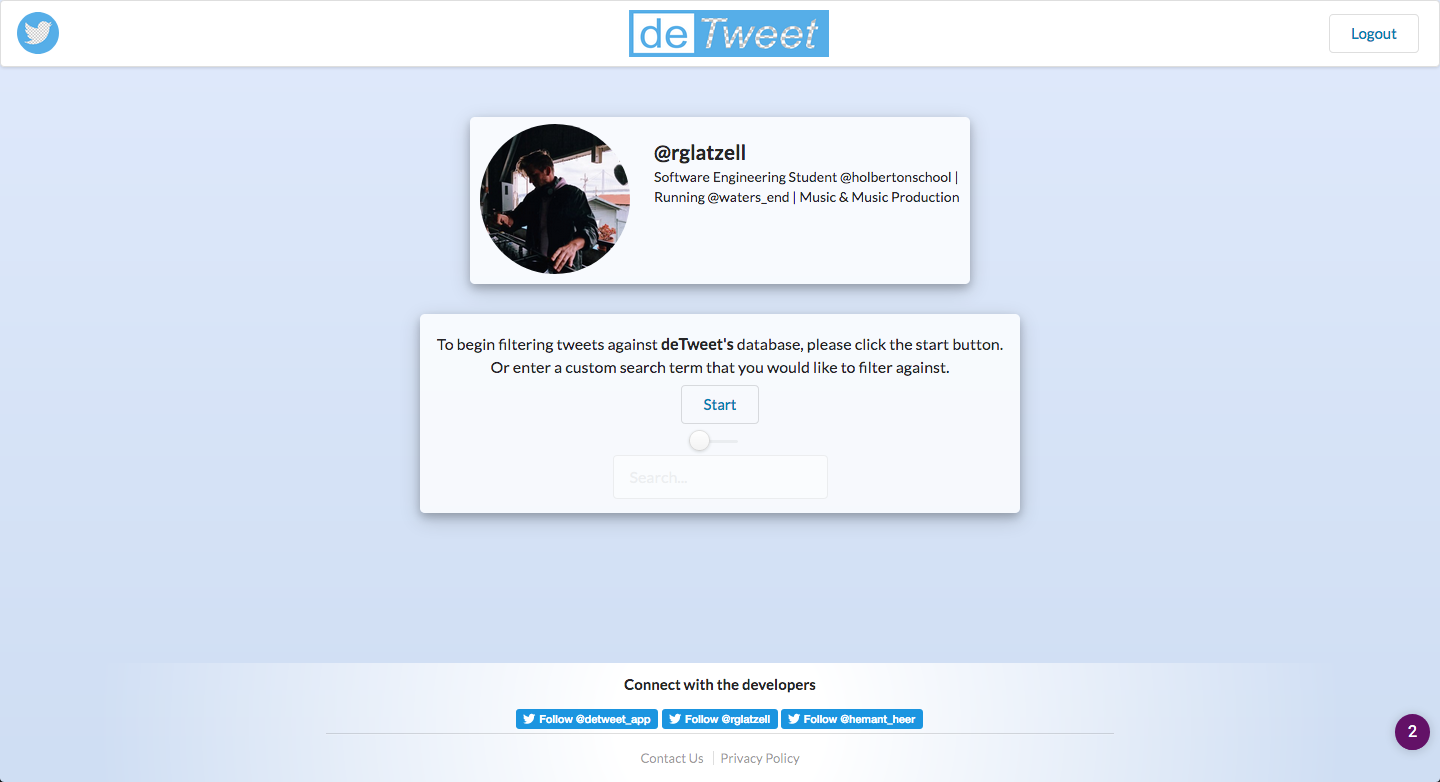 de Tweet
Logout
@rglatzell
Software Engineering Student @holbertonschool |
Running @waters_end | Music & Music Production
To begin filtering tweets against deTweet's database, please click the start button.
Or enter a custom search term that you would like to filter against.
Start
Search...
Connect with the developers
Follow @detweet_app Follow @rglatzell Follow @hemant_heer
2
Contact Us | Privacy Policy